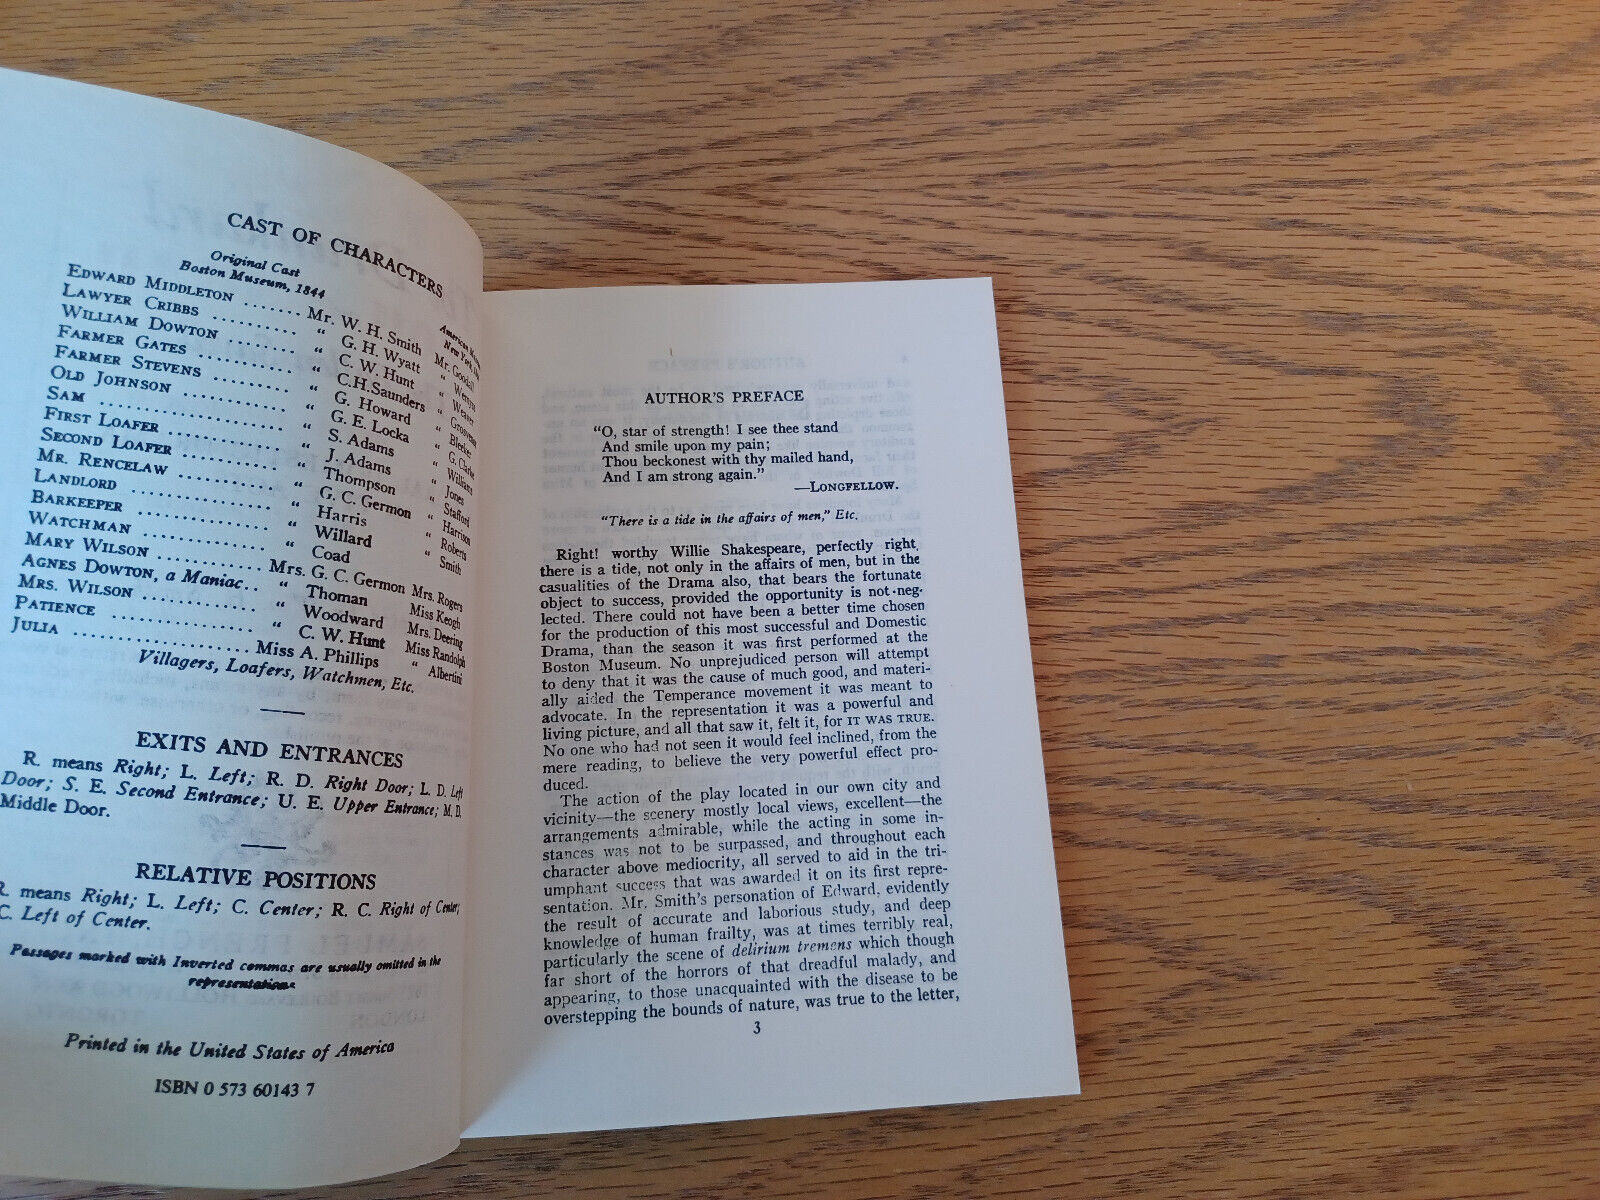 CAST OF CHARACTERS
Original Cast
Boston Museum, 1844
American
New York,
EDWARD MIDDLETON .......... Mr. W. H. Smith Mr. Goodall
LAWYER CRIBBS ............ " G. H. Wyatt "
WILLIAM DOWTON .......... " C. W. Hunt " Weaver
FARMER GATES ............ " C.H.Saunders "
FARMER STEVENS .......... " G. Howard " Bleeker
OLD JOHNSON ............. " G. E. Locka " G. Clarke
SAM ..................... " S. Adams " Williams
FIRST LOAFER ............ " J. Adams " Jones
SECOND LOAFER ........... " Thompson " Stafford
MR. RENCELAW ............ " G. C. Germon " Harrison
LANDLORD ................ " Harris " Roberts
BARKEEPER ............... " Willard " Smith
WATCHMAN ................ " Coad
MARY WILSON ............. Mrs. G. C. Germon Mrs. Rogers
AGNES DOWTON, a Maniac.. " Thoman Miss Keogh
MRS. WILSON ............. " Woodward Mrs. Deering
PATIENCE ................ " C. W. Hunt Miss Randolph
JULIA ................... Miss A. Phillips " Albertini
Villagers, Loafers, Watchmen, Etc.
EXITS AND ENTRANCES
R. means Right; L. Left; R. D. Right Door; L. D. Left
Door; S. E. Second Entrance; U. E. Upper Entrance; M. D.
Middle Door.
RELATIVE POSITIONS
R. means Right; L. Left; C. Center; R. C. Right of Center;
C. Left of Center.
Passages marked with Inverted commas are usually omitted in the
representation.
Printed in the United States of America
ISBN 0 573 60143 7
AUTHOR'S PREFACE
"O, star of strength! I see thee stand
And smile upon my pain;
Thou beckonest with thy mailed hand,
And I am strong again."
—LONGFELLOW.
"There is a tide in the affairs of men," Etc.
Right! worthy Willie Shakespeare, perfectly right,
there is a tide, not only in the affairs of men, but in the
casualities of the Drama also, that bears the fortunate
object to success, provided the opportunity is not neg-
lected. There could not have been a better time chosen
for the production of this most successful and Domestic
Drama, than the season it was first performed at the
Boston Museum. No unprejudiced person will attempt
to deny that it was the cause of much good, and materi-
ally aided the Temperance movement it was meant to
advocate. In the representation it was a powerful and
living picture, and all that saw it, felt it, for IT WAS TRUE.
No one who had not seen it would feel inclined, from the
mere reading, to believe the very powerful effect pro-
duced.
The action of the play located in our own city and
vicinity—the scenery mostly local views, excellent—the
arrangements admirable, while the acting in some in-
stances was not to be surpassed, and throughout each
character above mediocrity, all served to aid in the tri-
umphant success that was awarded it on its first repre-
sentation. Mr. Smith's personation of Edward, evidently
the result of accurate and laborious study, and deep
knowledge of human frailty, was at times terribly real,
particularly the scene of delirium tremens which though
far short of the horrors of that dreadful malady, and
appearing, to those unacquainted with the disease to be
overstepping the bounds of nature, was true to the letter,
3